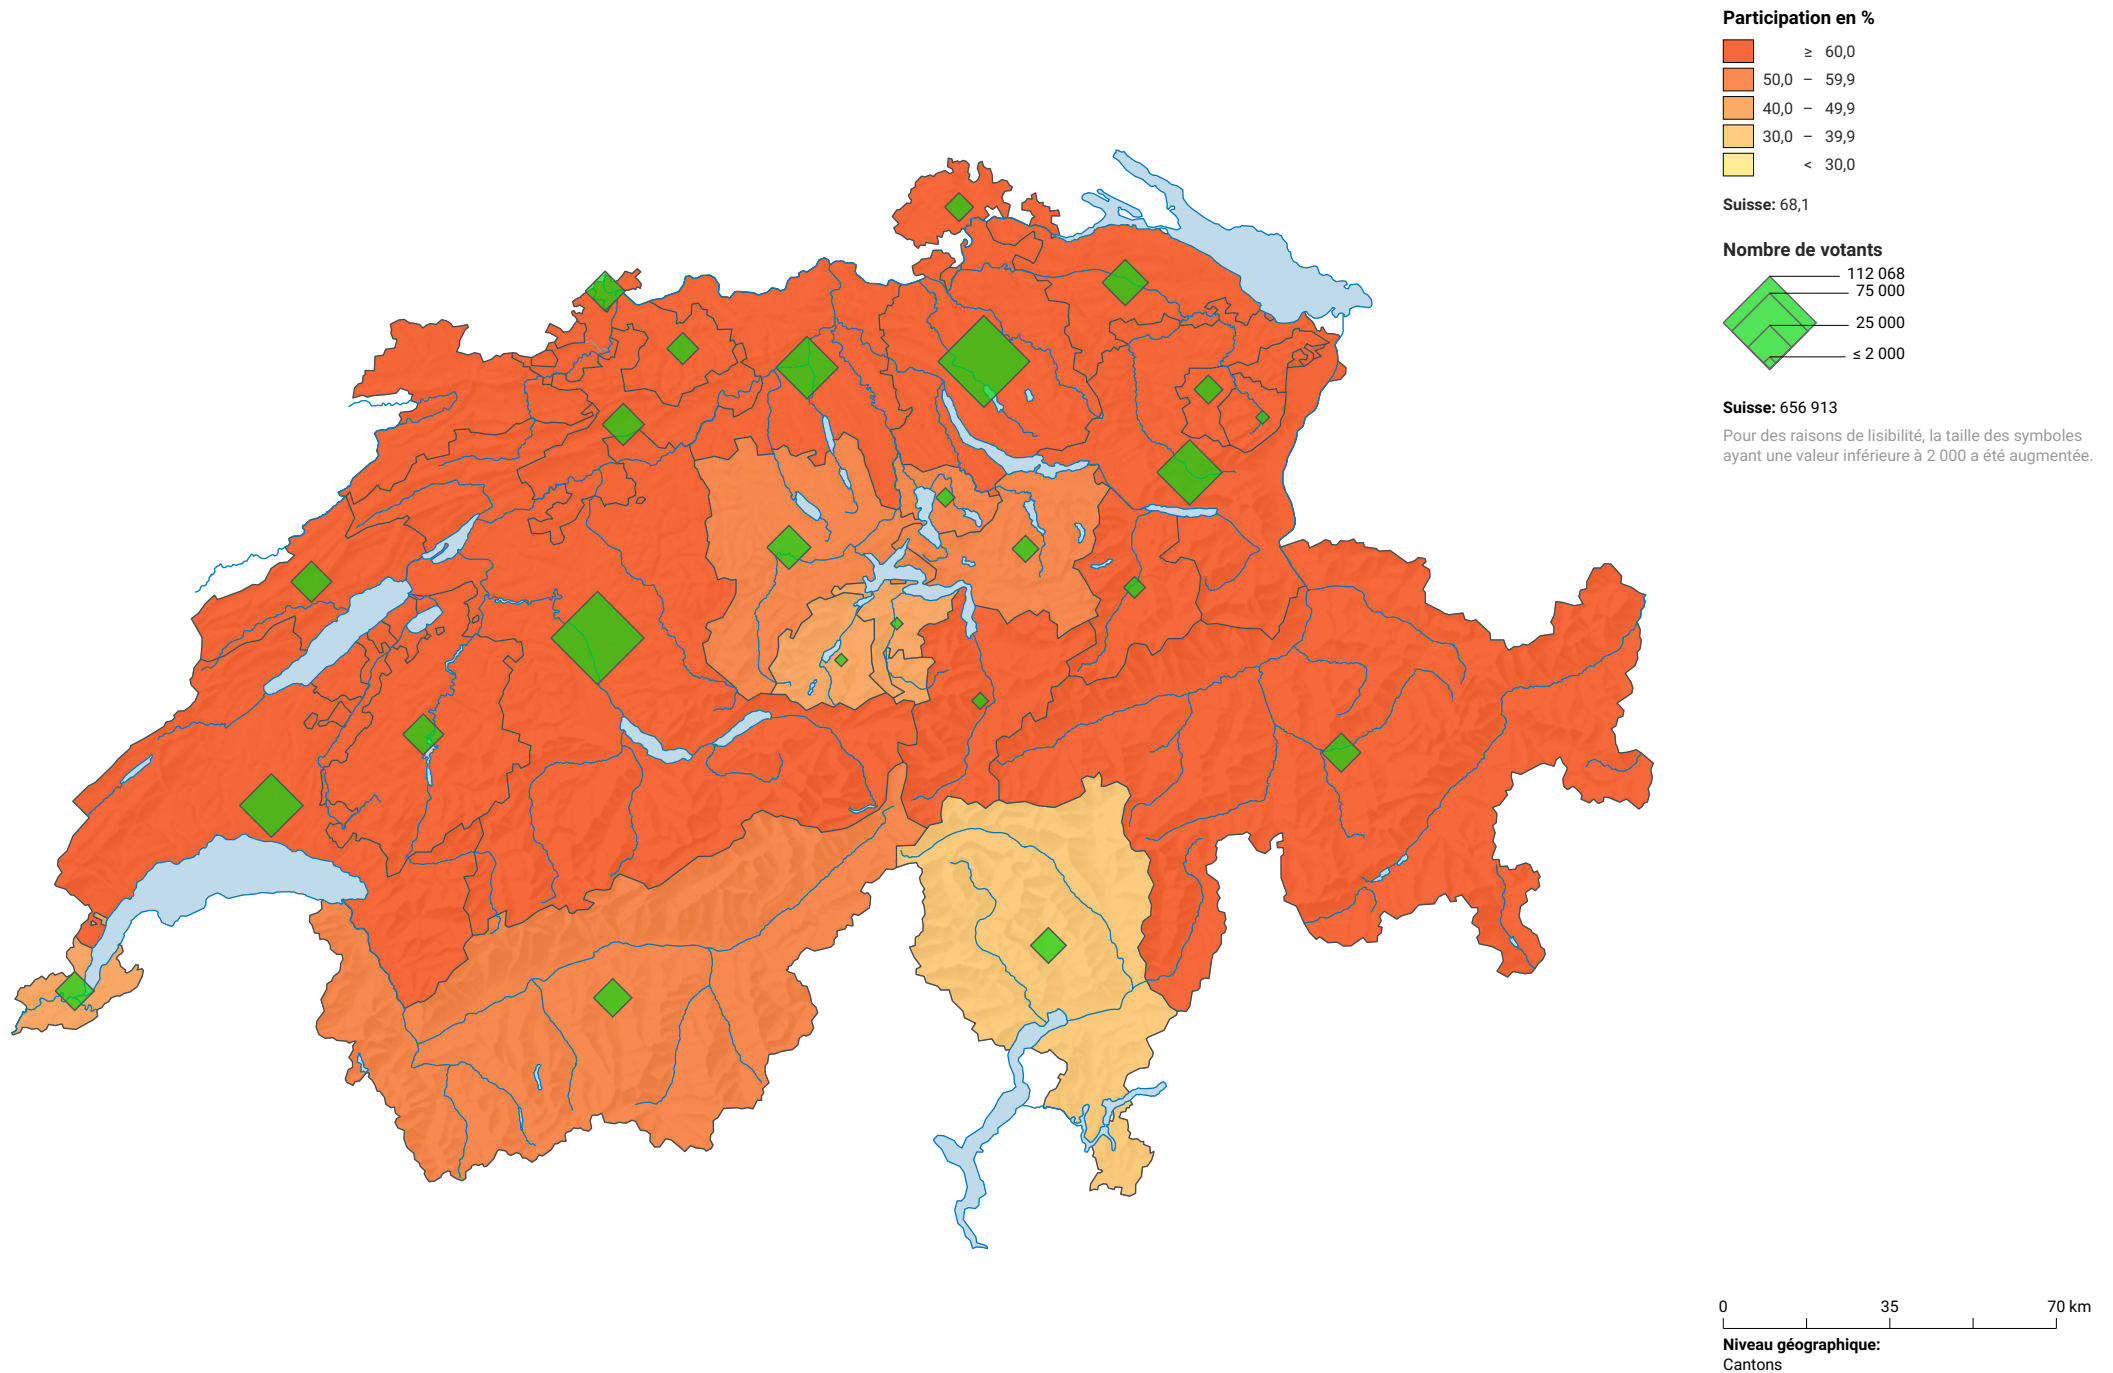 Participation en %
≥ 60,0
50,0 – 59,9
40,0 – 49,9
30,0 – 39,9
< 30,0
Suisse: 68,1
Nombre de votants
112 068
75 000
25 000
≤ 2 000
Suisse: 656 913
Pour des raisons de lisibilité, la taille des symboles
ayant une valeur inférieure à 2 000 a été augmentée.
0 35 70 km
Niveau géographique:
Cantons